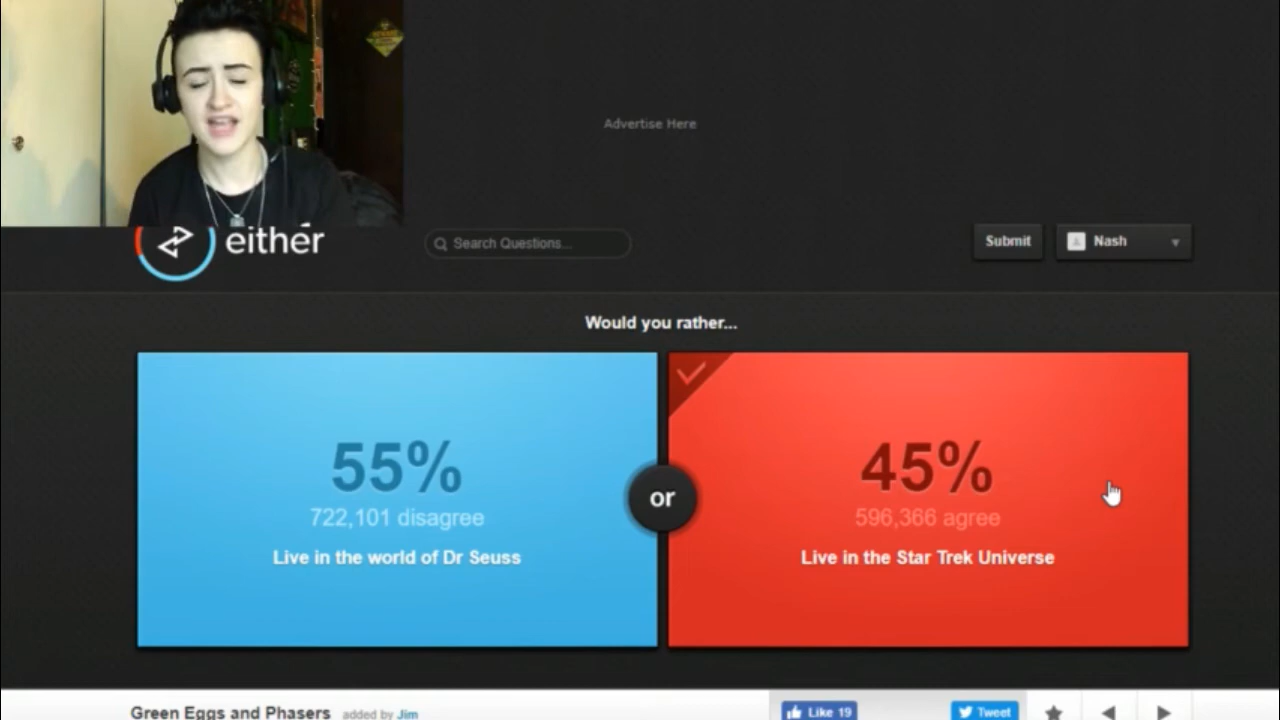 Advertise Here
either
Search Questions...
Submit
Nash
Would you rather...
55%
722,101 disagree
Live in the world of Dr Seuss
or
45%
596,366 agree
Live in the Star Trek Universe
Green Eggs and Phasers added by Jim
Like 19
Tweet